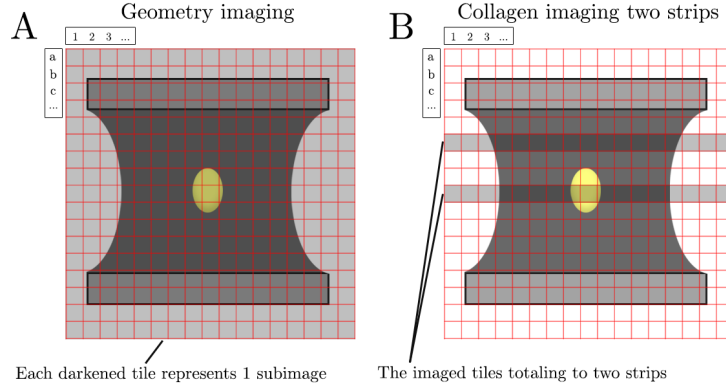 A
Geometry imaging
1 2 3 ...
a
b
c
...
Each darkened tile represents 1 subimage
B
Collagen imaging two strips
1 2 3 ...
a
b
c
...
The imaged tiles totaling to two strips